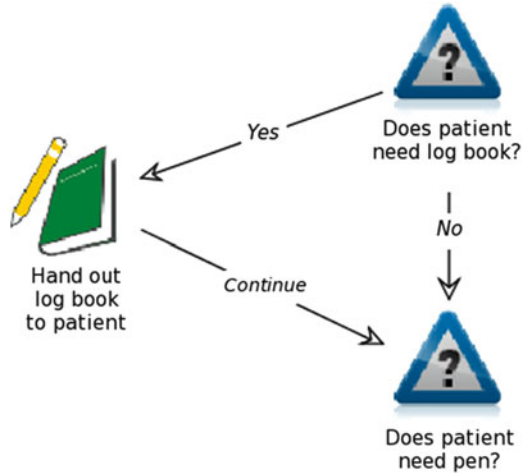 ?
Does patient
need log book?
Yes
No
Hand out
log book
to patient
Continue
?
Does patient
need pen?